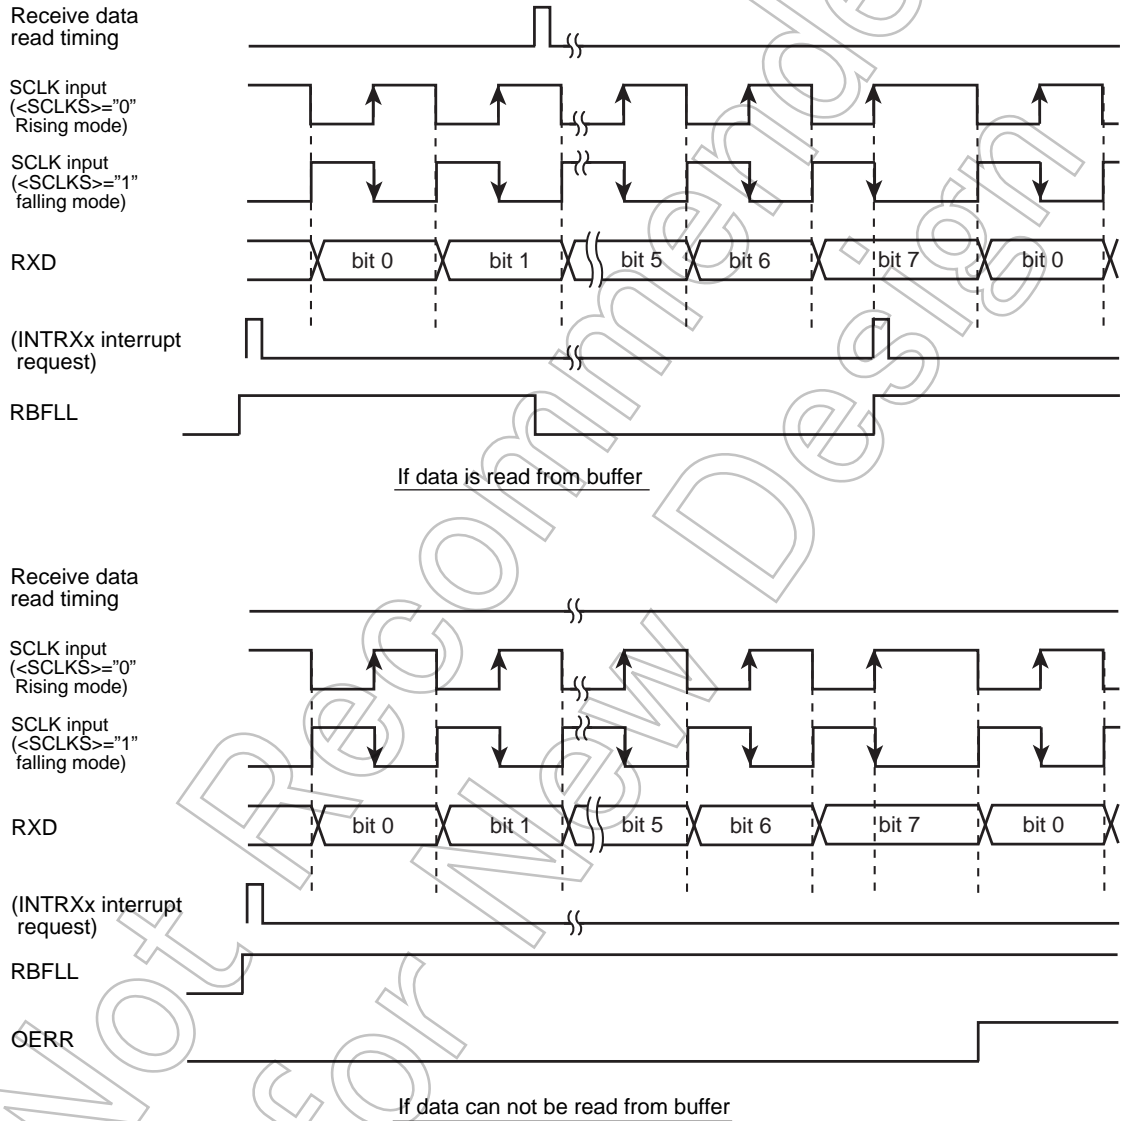 Receive data
read timing
SCLK input
(<SCLKS>="0"
Rising mode)
SCLK input
(<SCLKS>="1"
falling mode)
RXD
bit 0
bit 1
bit 5
bit 6
bit 7
bit 0
(INTRXx interrupt
request)
RBFLL
If data is read from buffer
Receive data
read timing
SCLK input
(<SCLKS>="0"
Rising mode)
SCLK input
(<SCLKS>="1"
falling mode)
RXD
bit 0
bit 1
bit 5
bit 6
bit 7
bit 0
(INTRXx interrupt
request)
RBFLL
OERR
If data can not be read from buffer
Not Recommende
for New Design